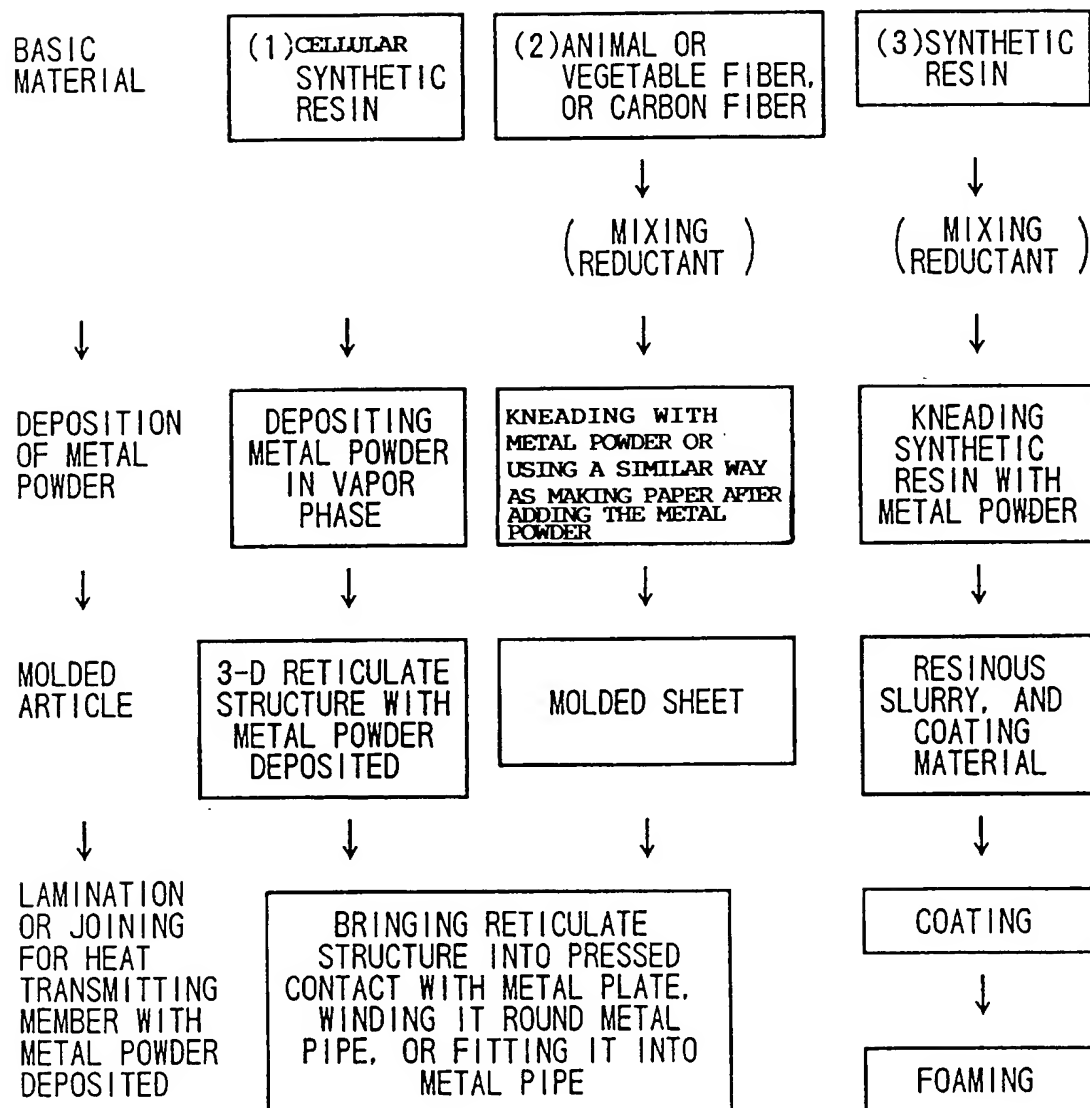 BASIC
MATERIAL
(1)CELLULAR
SYNTHETIC
RESIN
(2)ANIMAL OR
VEGETABLE FIBER,
OR CARBON FIBER
(3)SYNTHETIC
RESIN
(MIXING
REDUCTANT)
(MIXING
REDUCTANT)
DEPOSITION
OF METAL
POWDER
DEPOSITING
METAL POWDER
IN VAPOR
PHASE
KNEADING WITH
METAL POWDER OR
USING A SIMILAR WAY
AS MAKING PAPER AFTER
ADDING THE METAL
POWDER
KNEADING
SYNTHETIC
RESIN WITH
METAL POWDER
MOLDED
ARTICLE
3-D RETICULATE
STRUCTURE WITH
METAL POWDER
DEPOSITED
MOLDED SHEET
RESINOUS
SLURRY, AND
COATING
MATERIAL
LAMINATION
OR JOINING
FOR HEAT
TRANSMITTING
MEMBER WITH
METAL POWDER
DEPOSITED
BRINGING RETICULATE
STRUCTURE INTO PRESSED
CONTACT WITH METAL PLATE,
WINDING IT ROUND METAL
PIPE, OR FITTING IT INTO
METAL PIPE
COATING
FOAMING